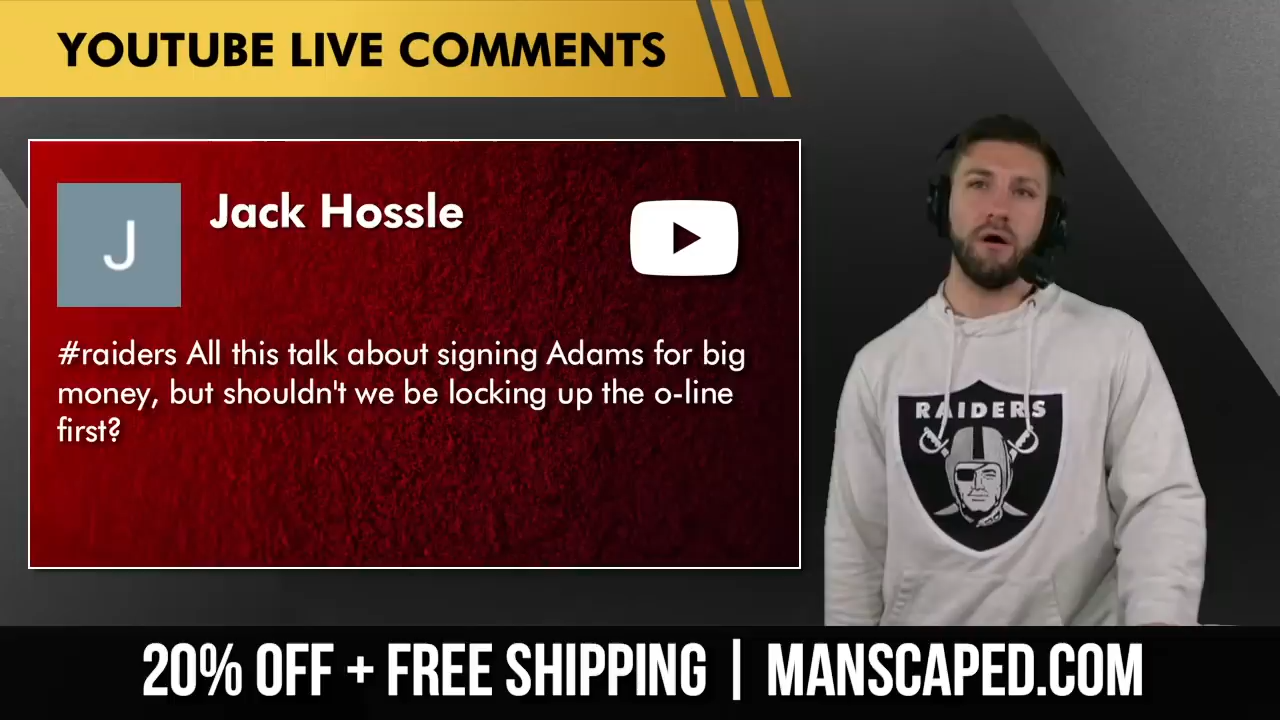 YOUTUBE LIVE COMMENTS
J
Jack Hossle
#raiders All this talk about signing Adams for big
money, but shouldn't we be locking up the o-line
first?
RAIDERS
20% OFF + FREE SHIPPING | MANSCAPED.COM